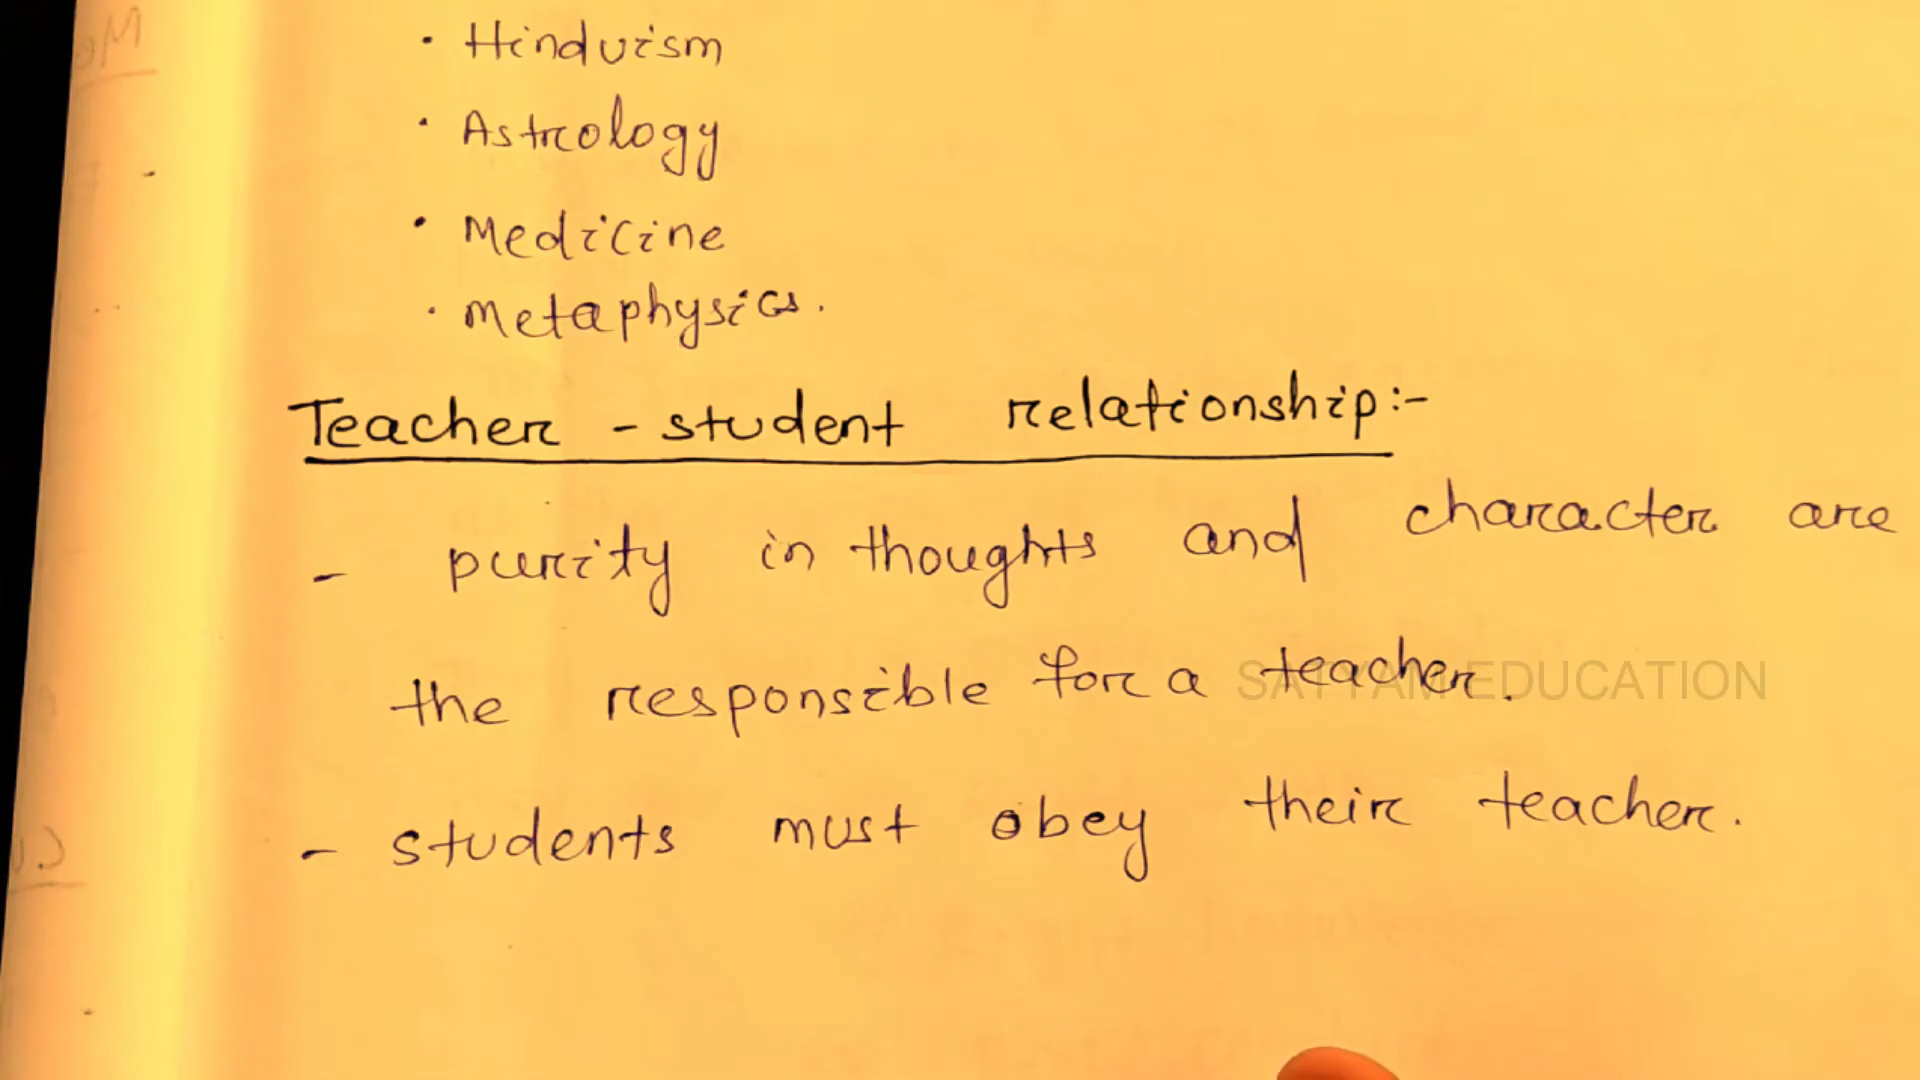 • Hinduism
• Astrology
• Medicine
• Metaphysics.
Teacher - student relationship:-
- purity in thoughts and character are
the responsible for a teacher.
SATYAM EDUCATION
- students must obey their teacher.